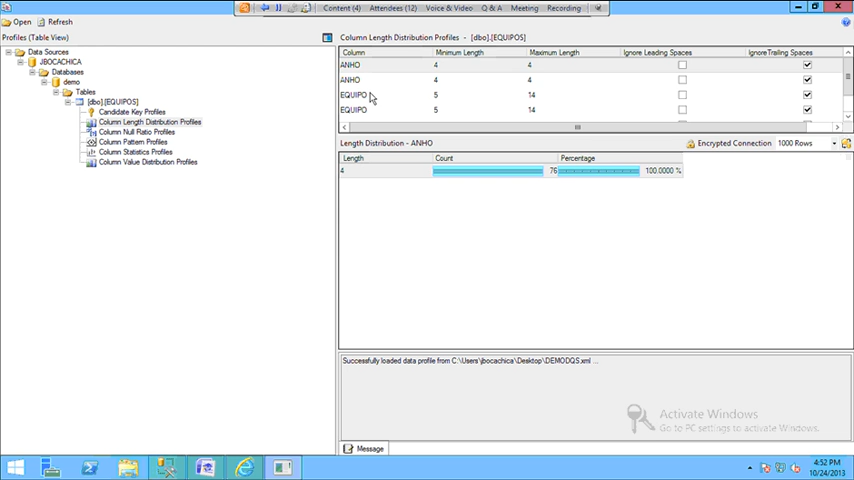 Content (4) Attendees (12) Voice & Video Q & A Meeting Recording
Open Refresh
Profiles (Table View)
Data Sources
JBOCACHICA
Databases
demo
Tables
[dbo].[EQUIPOS]
Candidate Key Profiles
Column Length Distribution Profiles
Column Null Ratio Profiles
Column Pattern Profiles
Column Statistics Profiles
Column Value Distribution Profiles
Column Length Distribution Profiles - [dbo].[EQUIPOS]
Column Minimum Length Maximum Length Ignore Leading Spaces IgnoreTrailing Spaces
ANHO 4 4
ANHO 4 4
EQUIPO 5 14
EQUIPO 5 14
Length Distribution - ANHO Encrypted Connection 1000 Rows
Length Count Percentage
4 76 100.0000 %
Successfully loaded data profile from C:\Users\jbocachica\Desktop\DEMODQS.xml ...
Activate Windows
Go to PC settings to activate Windows.
Message
4:52 PM
10/24/2013